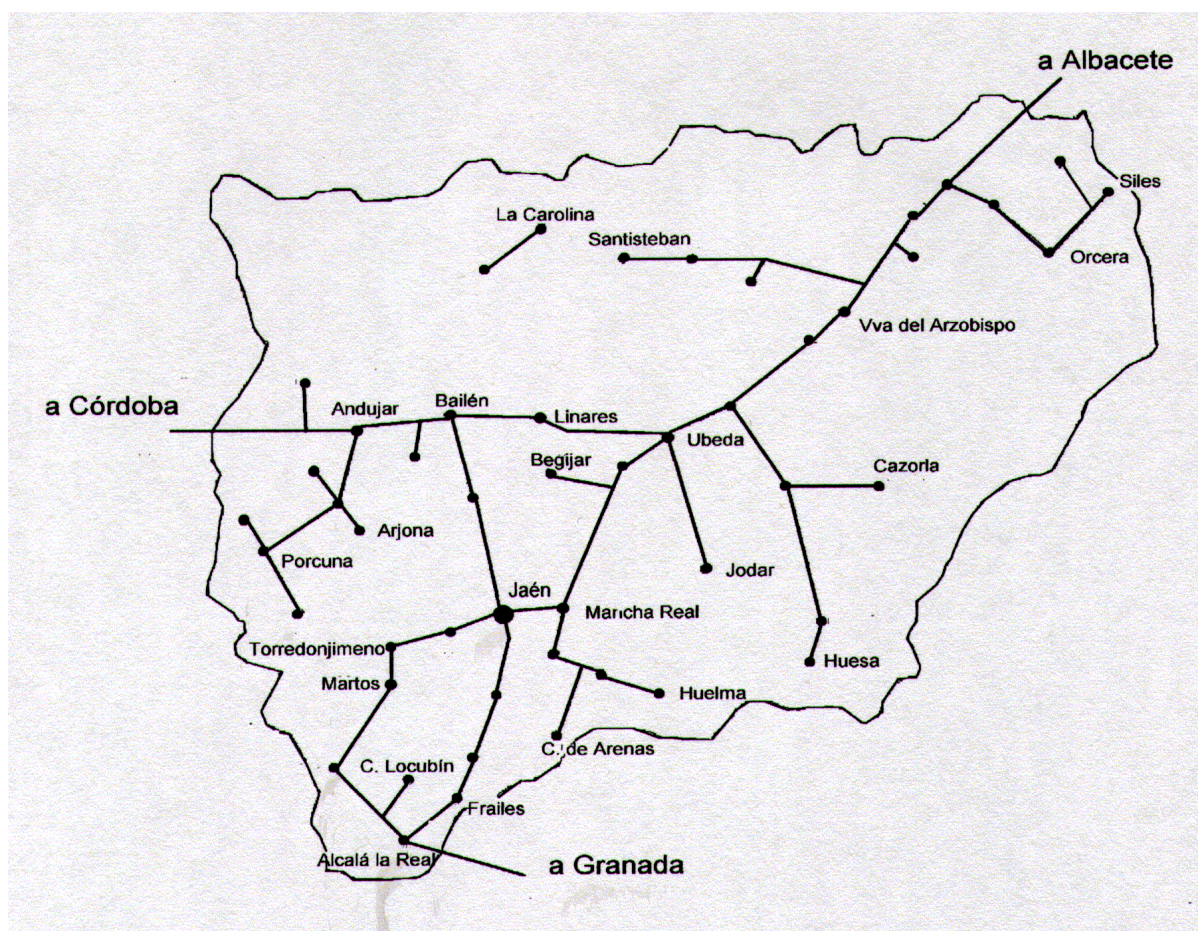 a Albacete
Siles
La Carolina
Santisteban
Orcera
Vva del Arzobispo
a Córdoba
Andujar
Bailén
Linares
Ubeda
Begijar
Cazorla
Arjona
Porcuna
Jodar
Jaén
Mancha Real
Torredonjimeno
Huesa
Martos
Huelma
C. de Arenas
C. Locubín
Frailes
Alcalá la Real
a Granada